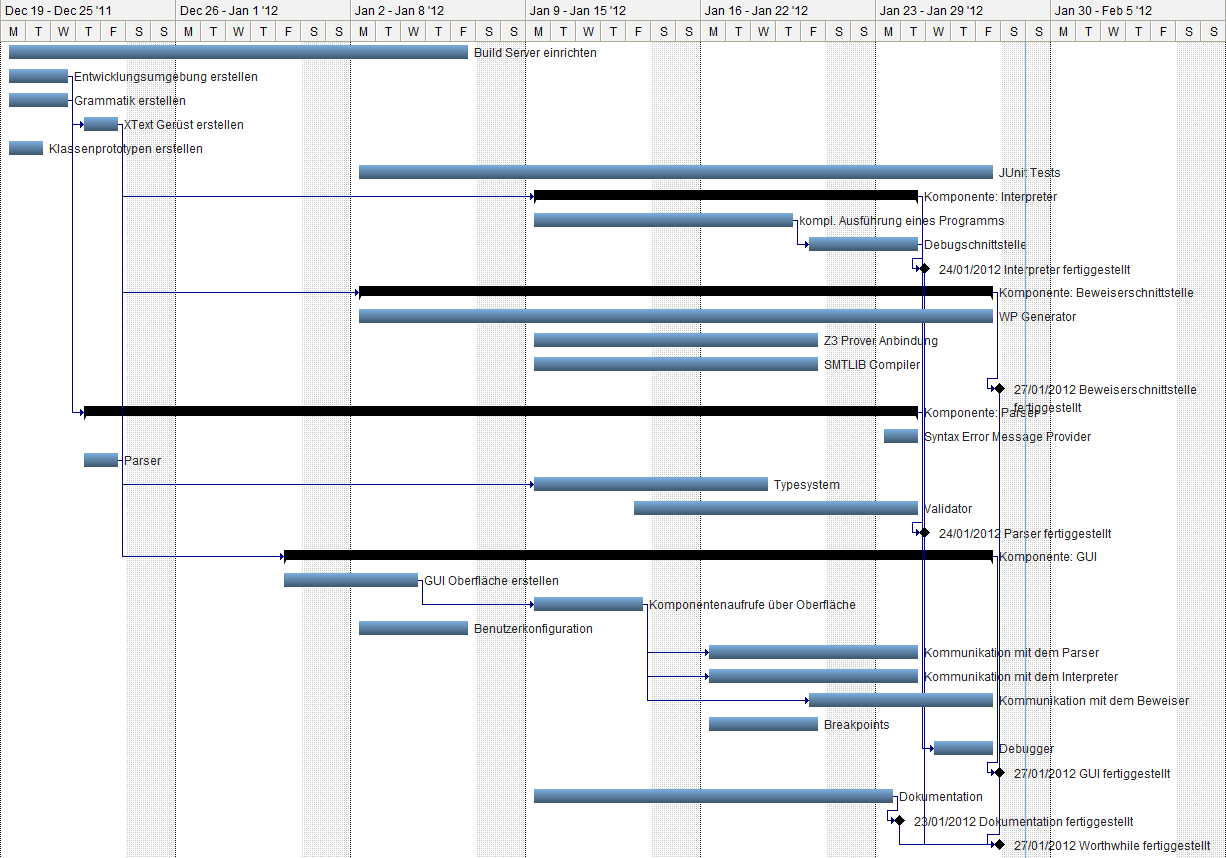 Dec 19 - Dec 25 '11 Dec 26 - Jan 1 '12 Jan 2 - Jan 8 '12 Jan 9 - Jan 15 '12 Jan 16 - Jan 22 '12 Jan 23 - Jan 29 '12 Jan 30 - Feb 5 '12
M T W T F S S M T W T F S S M T W T F S S M T W T F S S M T W T F S S M T W T F S S M T W T F S S
Build Server einrichten
Entwicklungsumgebung erstellen
Grammatik erstellen
XText Gerüst erstellen
Klassenprototypen erstellen
JUnit Tests
Komponente: Interpreter
kompl. Ausführung eines Programms
Debugschnittstelle
24/01/2012 Interpreter fertiggestellt
Komponente: Beweiserschnittstelle
WP Generator
Z3 Prover Anbindung
SMTLIB Compiler
27/01/2012 Beweiserschnittstelle
fertiggestellt
Komponente: Parser
Syntax Error Message Provider
Parser
Typesystem
Validator
24/01/2012 Parser fertiggestellt
Komponente: GUI
GUI Oberfläche erstellen
Komponentenaufrufe über Oberfläche
Benutzerkonfiguration
Kommunikation mit dem Parser
Kommunikation mit dem Interpreter
Kommunikation mit dem Beweiser
Breakpoints
Debugger
27/01/2012 GUI fertiggestellt
Dokumentation
23/01/2012 Dokumentation fertiggestellt
27/01/2012 Worthwhile fertiggestellt